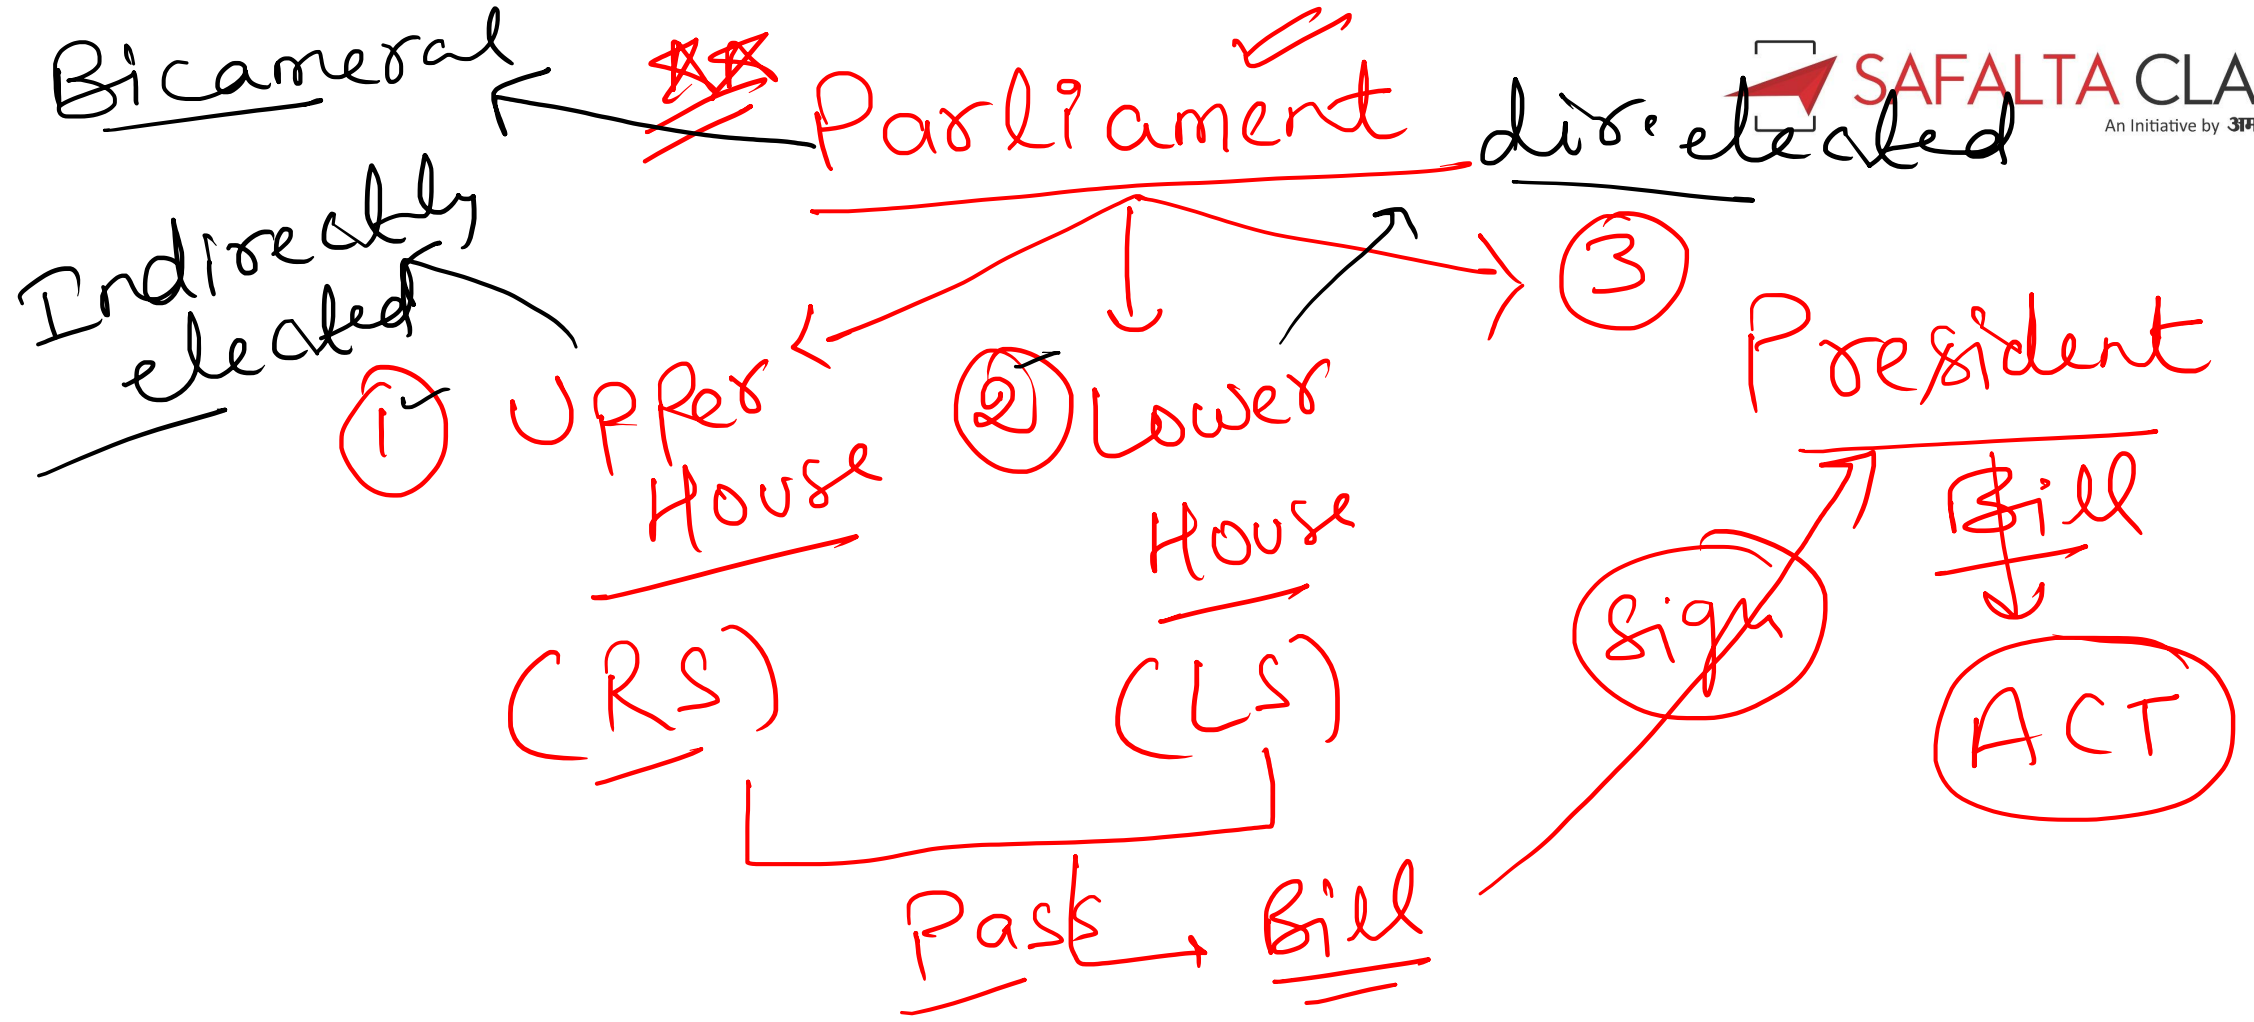 Bicameral
Parliament
dir. elected
SAFALTA CLA
An Initiative by अम
Indirectly
elected
3
President
1
Upper
House
2
Lower
House
Bill
Sign
(RS)
(LS)
ACT
Pass
Bill